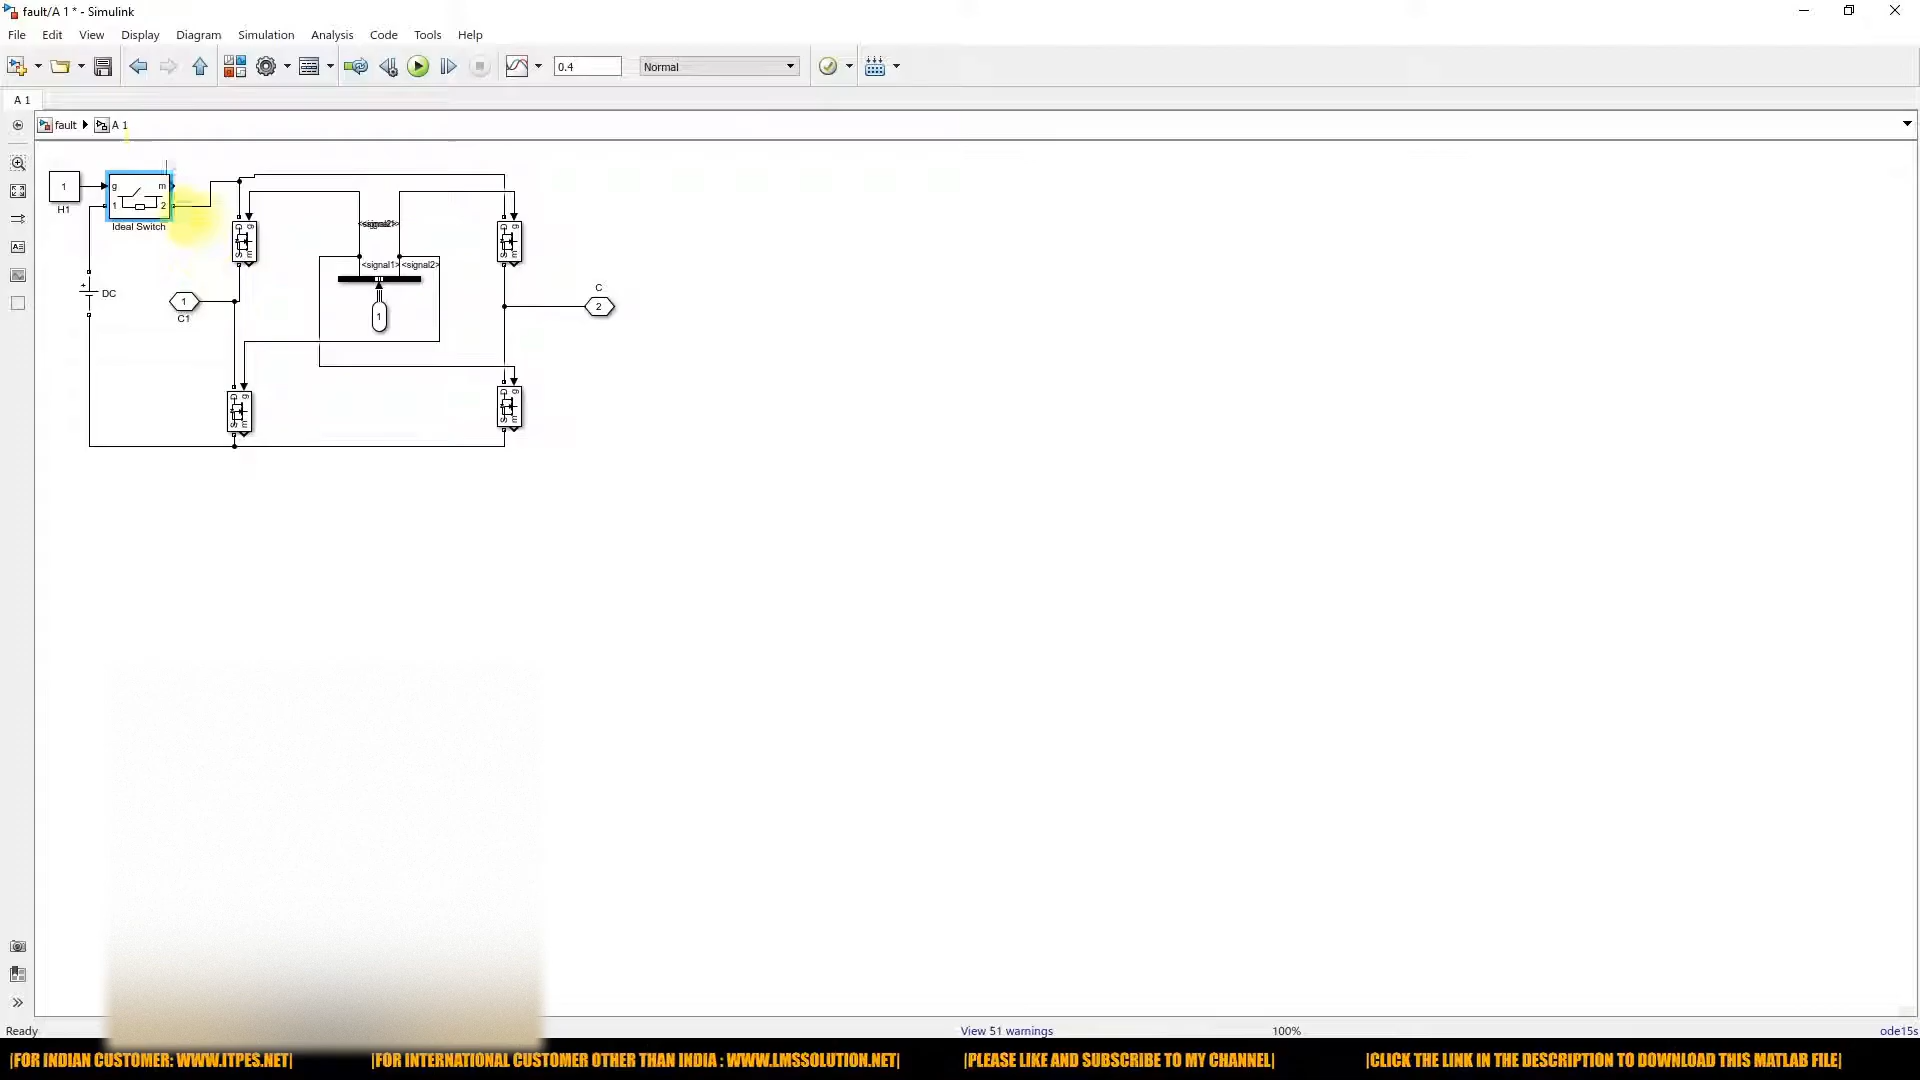 fault/A 1 * - Simulink
File Edit View Display Diagram Simulation Analysis Code Tools Help
0.4 Normal
A 1
fault A 1
1 g m
1 2
H1
Ideal Switch
D g
S m
D g
S m
<signal1> <signal2>
DC
1
C1
1
C
2
D g
S m
D g
S m
Ready View 51 warnings 100% ode15s
|FOR INDIAN CUSTOMER: WWW.ITPES.NET| |FOR INTERNATIONAL CUSTOMER OTHER THAN INDIA : WWW.LMSSOLUTION.NET| |PLEASE LIKE AND SUBSCRIBE TO MY CHANNEL| |CLICK THE LINK IN THE DESCRIPTION TO DOWNLOAD THIS MATLAB FILE|